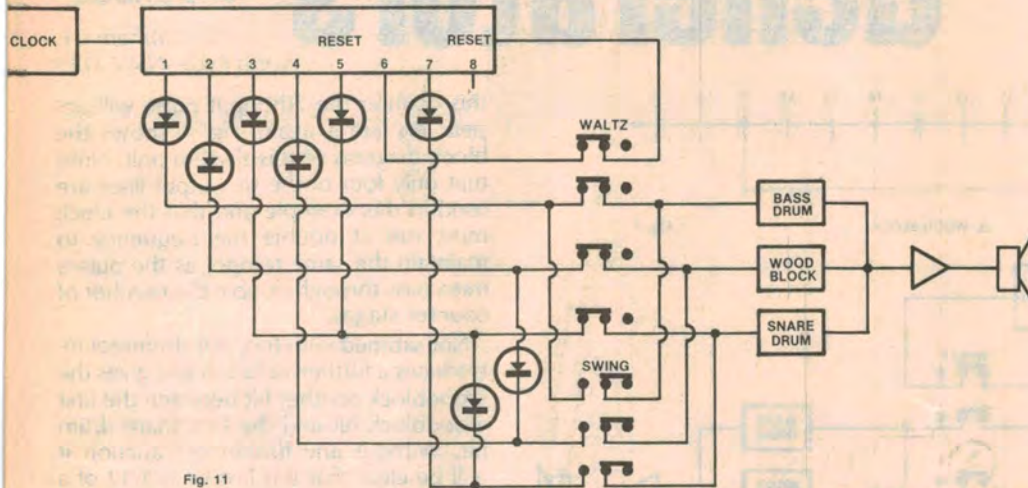 CLOCK
RESET RESET
1 2 3 4 5 6 7 8
WALTZ
BASS
DRUM
WOOD
BLOCK
SNARE
DRUM
SWING
Fig. 11